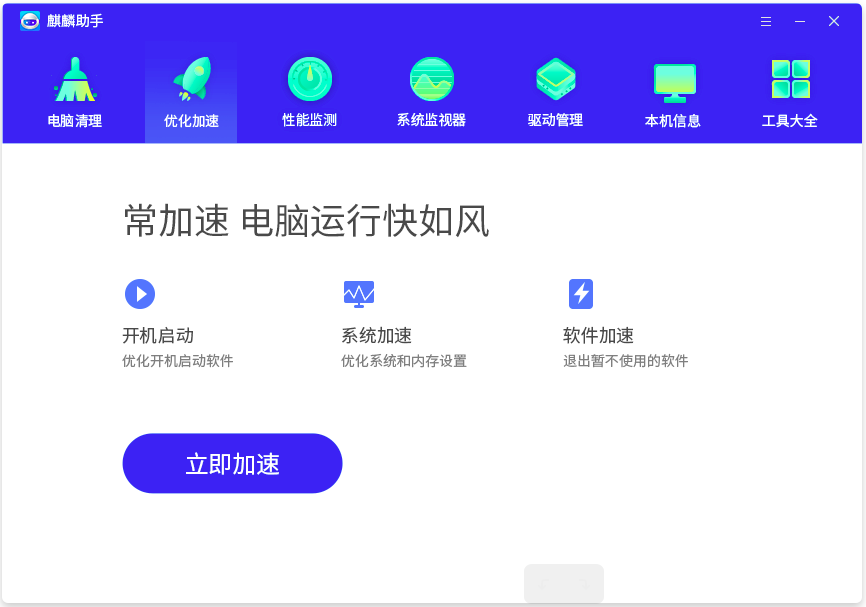 麒麟助手
电脑清理 优化加速 性能监测 系统监视器 驱动管理 本机信息 工具大全
常加速 电脑运行快如风
开机启动 系统加速 软件加速
优化开机启动软件 优化系统和内存设置 退出暂不使用的软件
立即加速